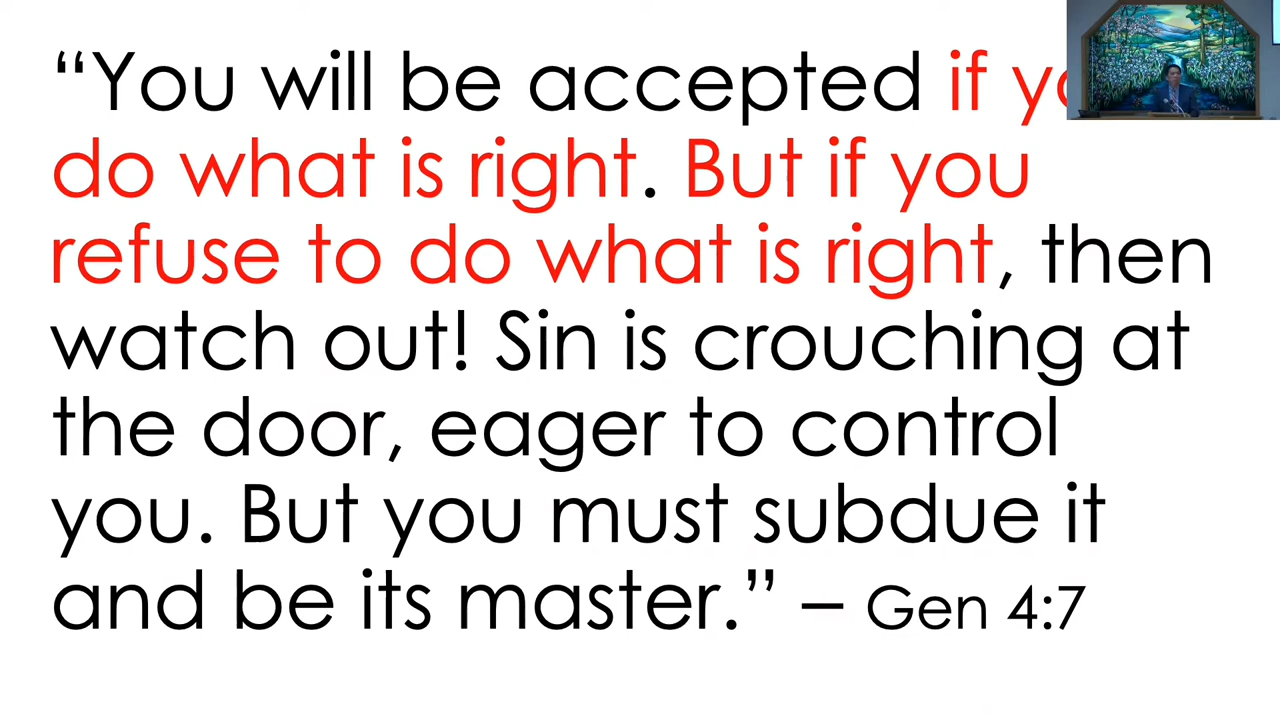 “You will be accepted if
do what is right. But if you
refuse to do what is right, then
watch out! Sin is crouching at
the door, eager to control
you. But you must subdue it
and be its master.” – Gen 4:7